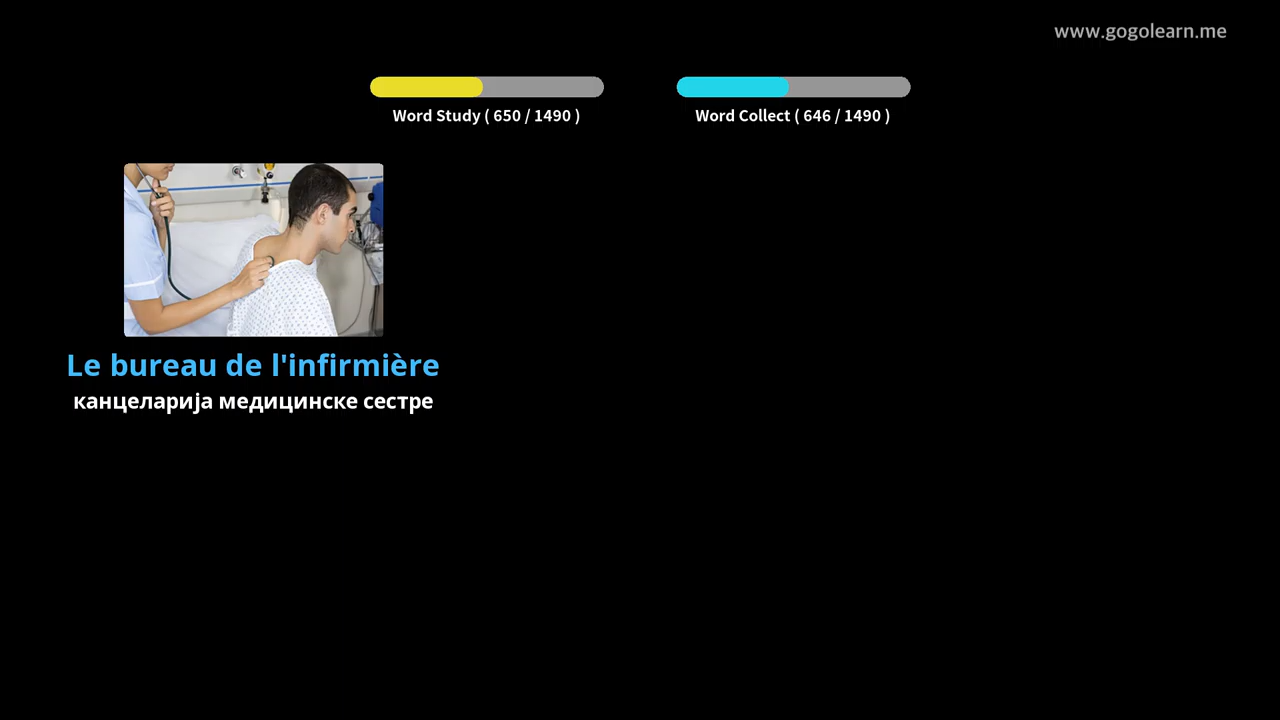 www.gogolearn.me
Word Study ( 650 / 1490 )
Word Collect ( 646 / 1490 )
Le bureau de l'infirmière
канцеларија медицинске сестре